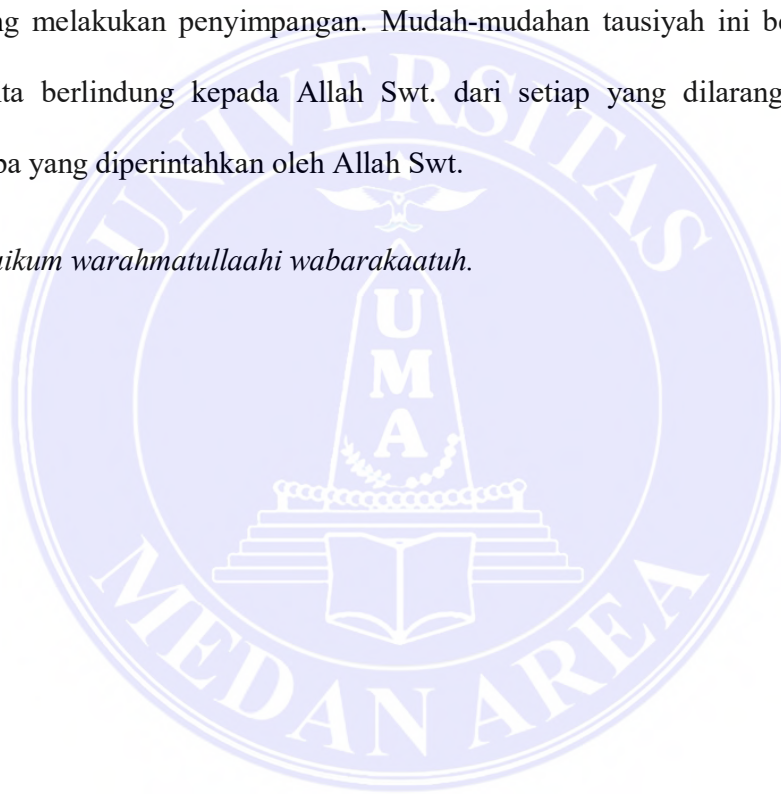 ng melakukan penyimpangan. Mudah-mudahan tausiyah ini be
ta berlindung kepada Allah Swt. dari setiap yang dilarang
pa yang diperintahkan oleh Allah Swt.
aikum warahmatullaahi wabarakaatuh.
UNIVERSITAS
U
M
A
MEDAN AREA